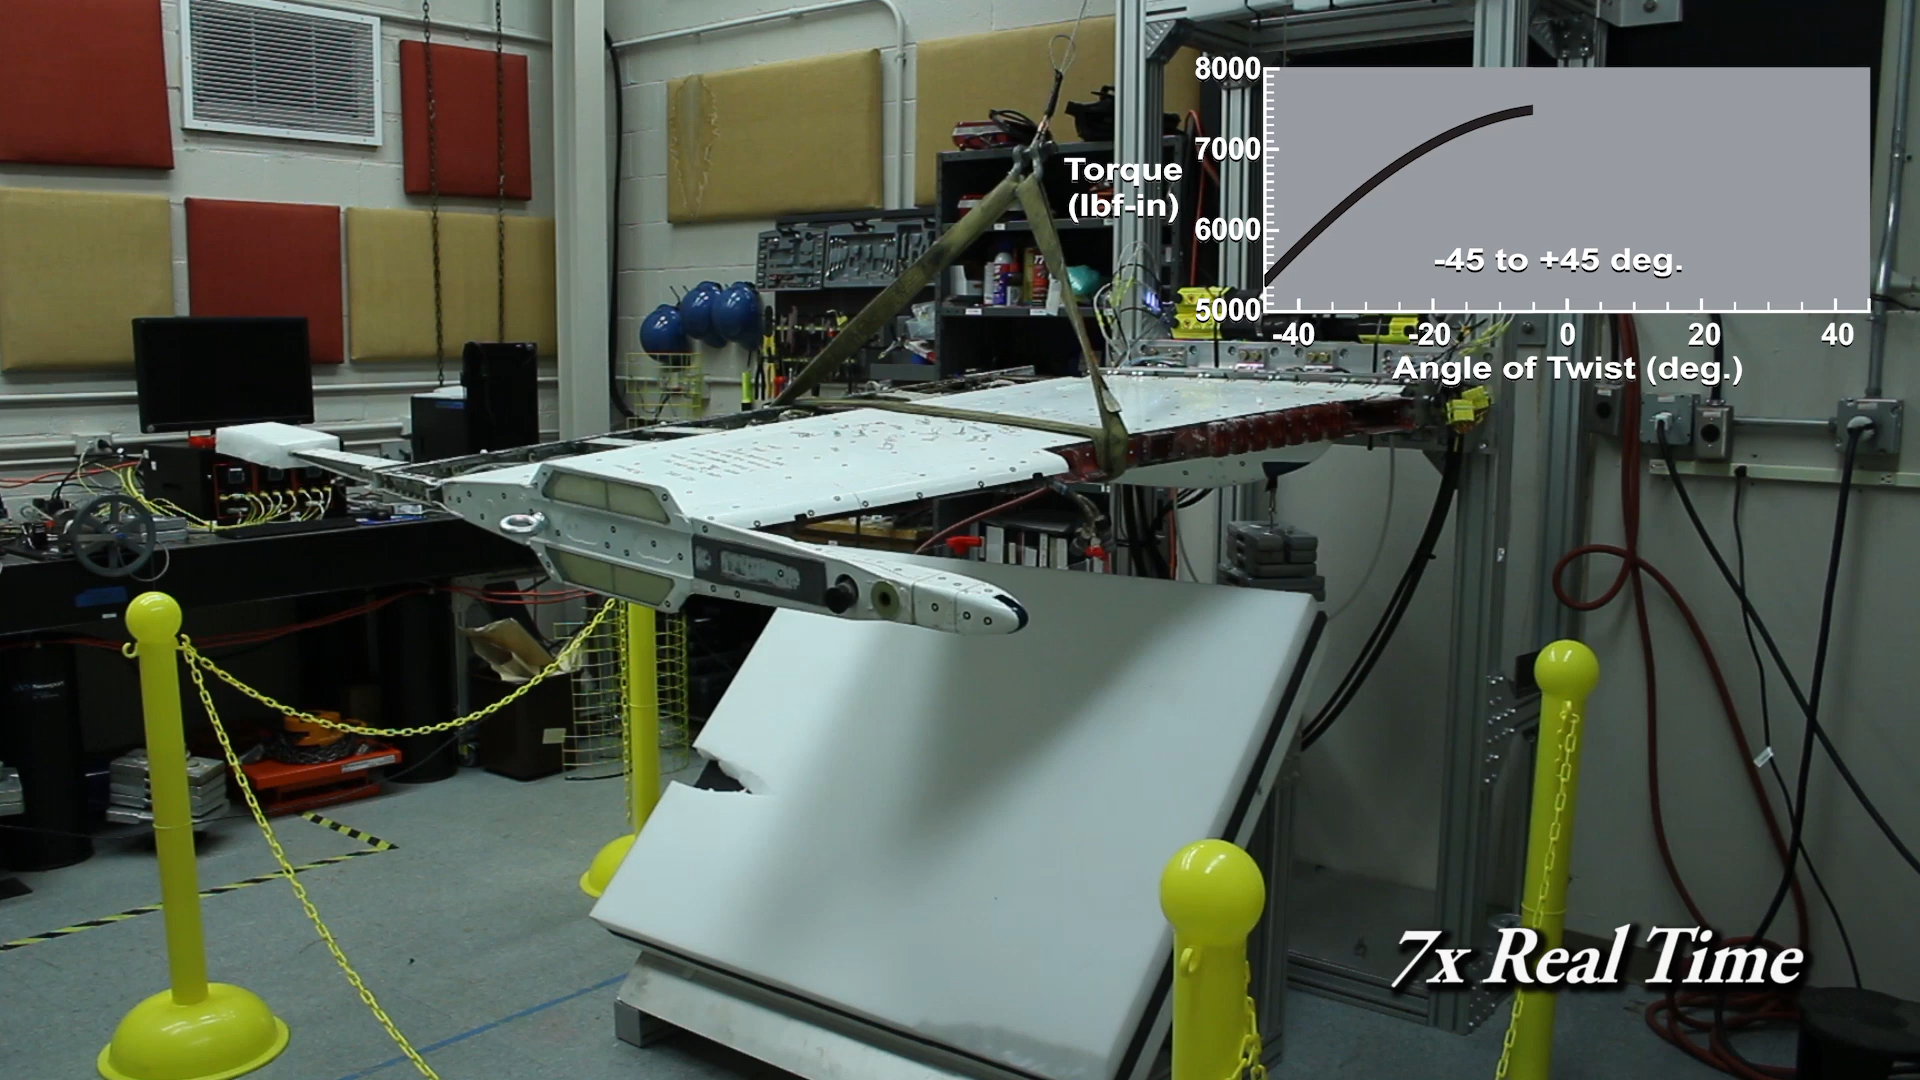 8000
7000
Torque
(lbf-in)
6000
-45 to +45 deg.
5000
-40 -20 0 20 40
Angle of Twist (deg.)
7x Real Time